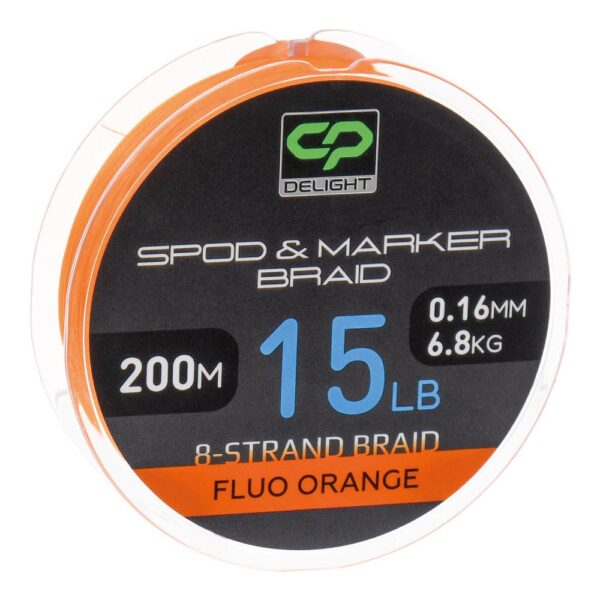 CP
DELIGHT
SPOD & MARKER
BRAID
0.16MM
6.8KG
200M
15LB
8-STRAND BRAID
FLUO ORANGE